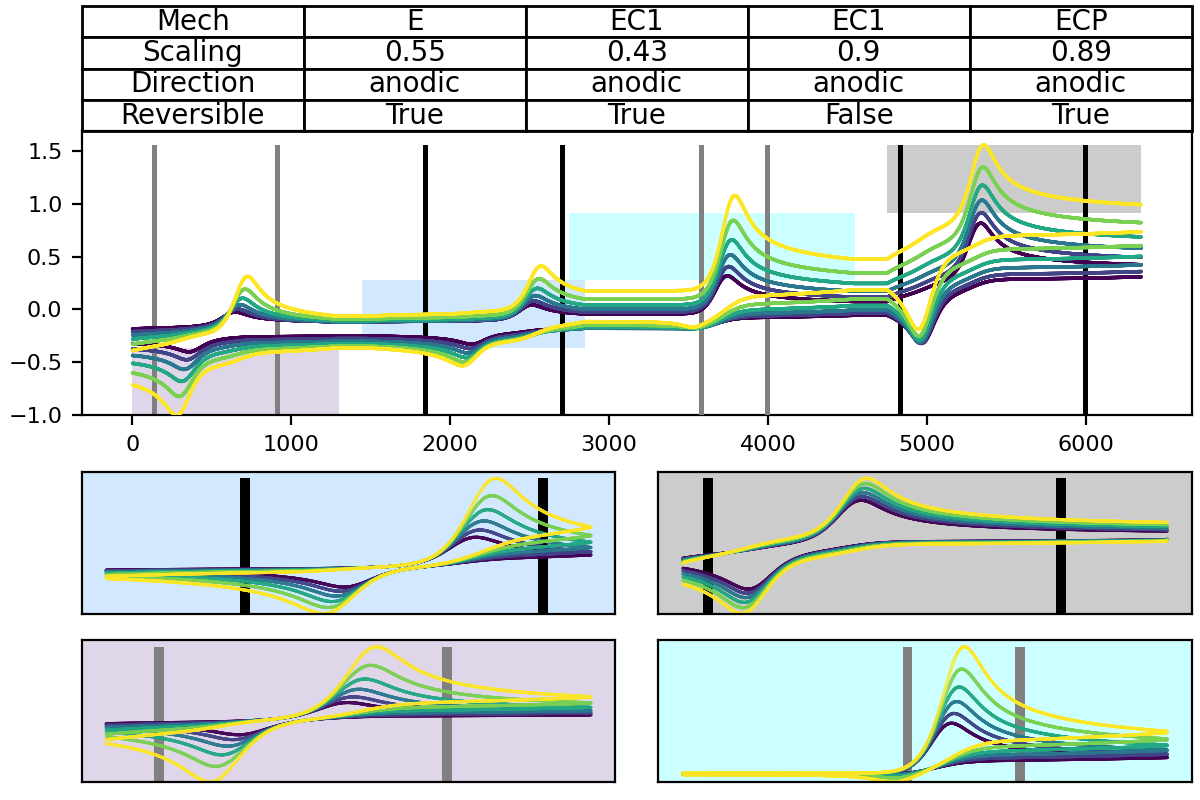 Mech E EC1 EC1 ECP
Scaling 0.55 0.43 0.9 0.89
Direction anodic anodic anodic anodic
Reversible True True False True
1.5
1.0
0.5
0.0
−0.5
−1.0
0 1000 2000 3000 4000 5000 6000